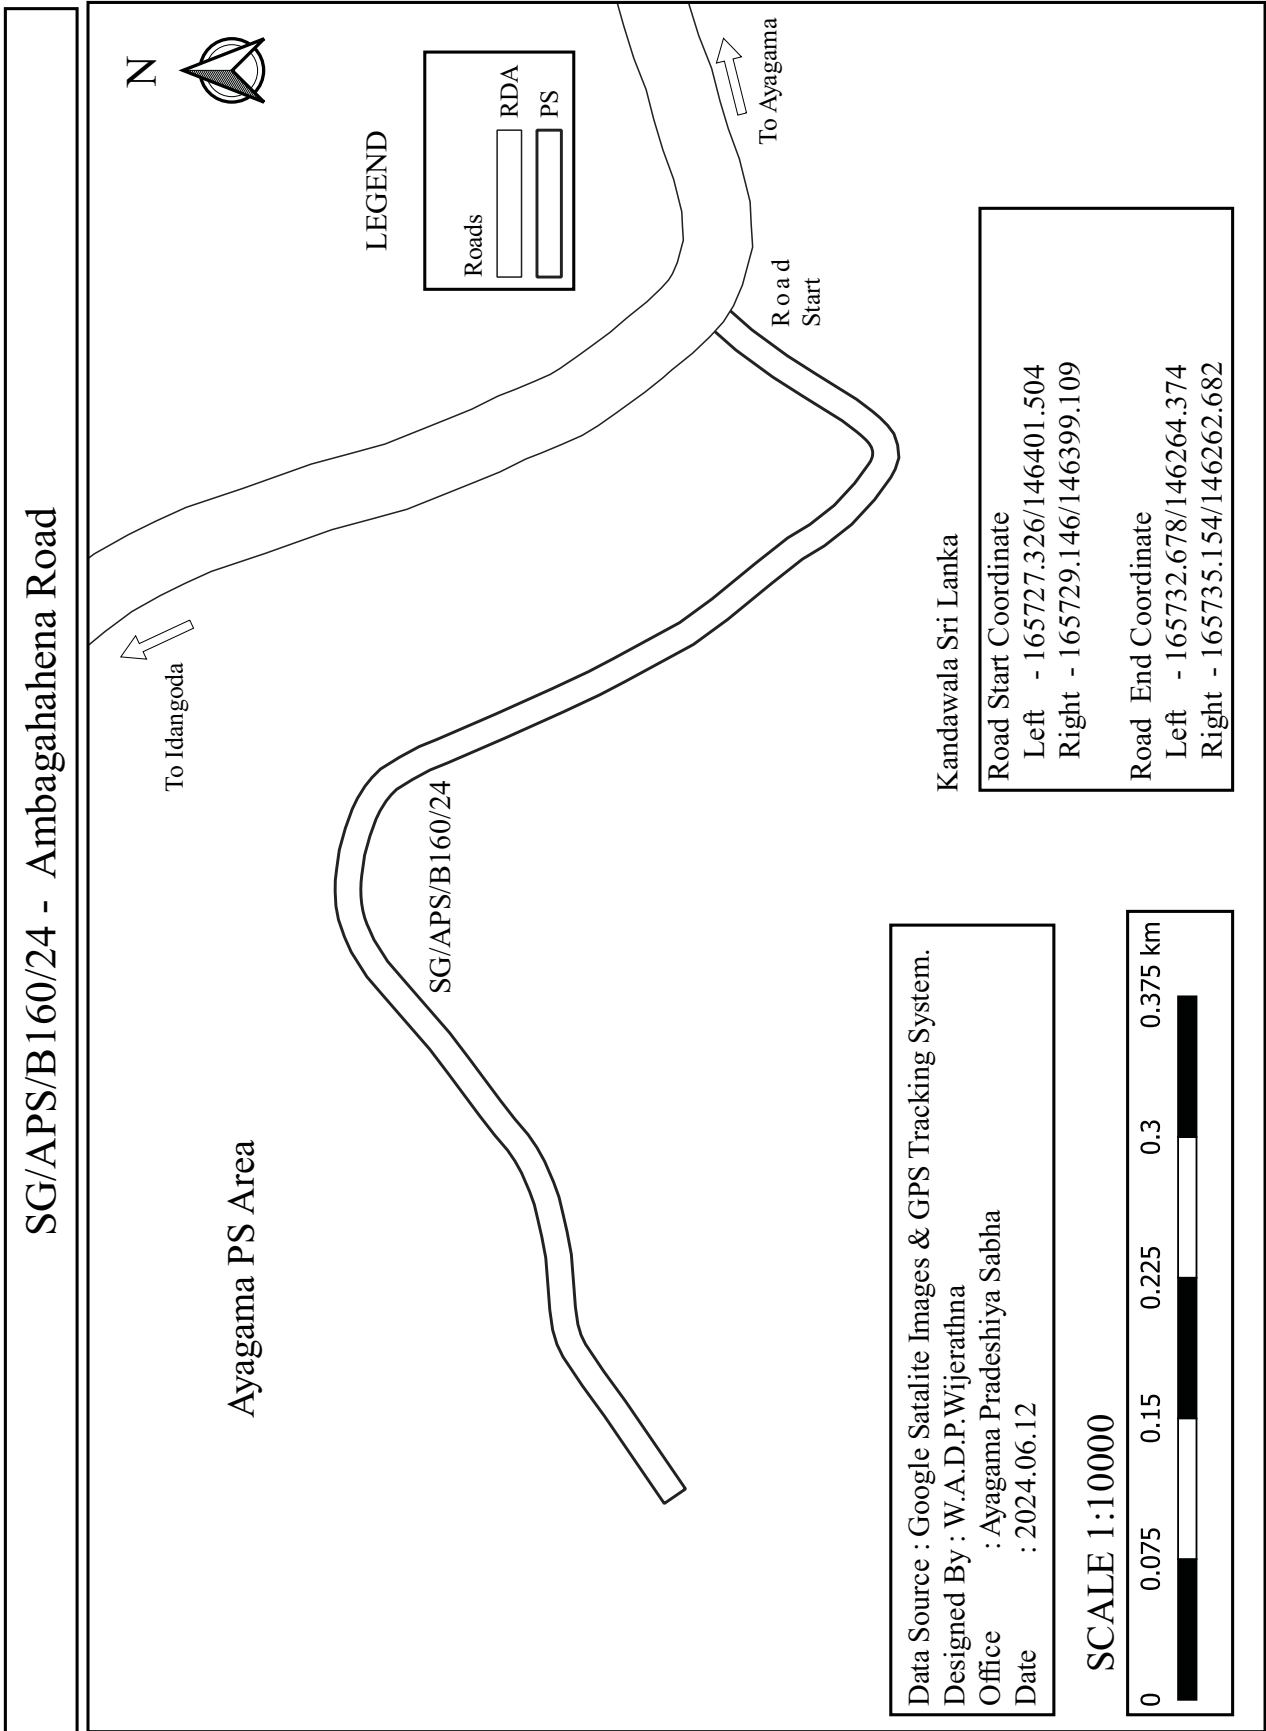 SG/APS/B160/24 - Ambagahahena Road
N
To Idangoda
LEGEND
Roads
RDA
PS
Ayagama PS Area
SG/APS/B160/24
To Ayagama
Road
Start
Kandawala Sri Lanka
Road Start Coordinate
Left - 165727.326/146401.504
Right - 165729.146/146399.109
Road End Coordinate
Left - 165732.678/146264.374
Right - 165735.154/146262.682
Data Source : Google Satalite Images & GPS Tracking System.
Designed By : W.A.D.P.Wijerathna
Office : Ayagama Pradeshiya Sabha
Date : 2024.06.12
SCALE 1:10000
0 0.075 0.15 0.225 0.3 0.375 km